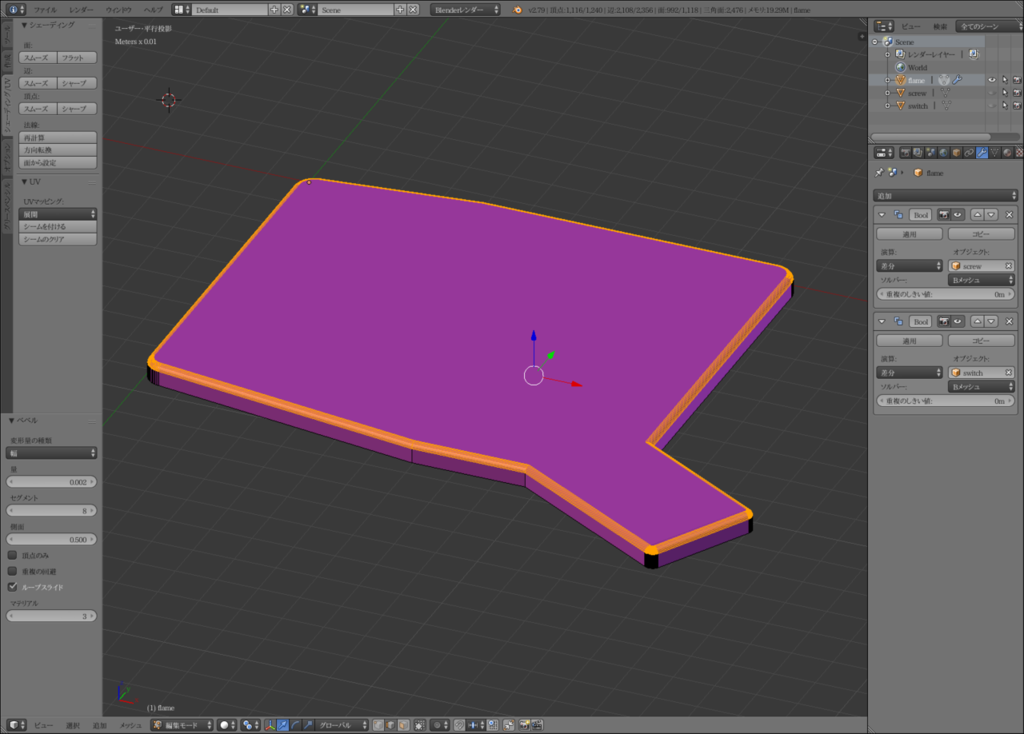 ファイル レンダー ウィンドウ ヘルプ Default Scene Blenderレンダー v2.79 | 頂点:1,116/1,240 | 辺:2,108/2,356 | 面:992/1,118 | 三角面:2,476 | メモリ:19.29M | flame
ビュー 検索 全てのシーン
▼シェーディング
面:
スムーズ フラット
辺:
スムーズ シャープ
頂点:
スムーズ シャープ
法線:
再計算
方向転換
面から設定
▼UV
UVマッピング:
展開
シームを付ける
シームのクリア
シェーディング/UV
オプション
▼ベベル
変形量の種類
幅
量
0.002
セグメント
8
側面
0.500
頂点のみ
重複の回避
ループスライド
マテリアル
3
ユーザー・平行投影
Meters x 0.01
(1) flame
ビュー 選択 追加 メッシュ 編集モード グローバル
Scene
レンダーレイヤー
World
flame
screw
switch
flame
追加
Bool
適用 コピー
演算: オブジェクト:
差分 screw
ソルバー: Bメッシュ
重複のしきい値: 0m
Bool
適用 コピー
演算: オブジェクト:
差分 switch
ソルバー: Bメッシュ
重複のしきい値: 0m